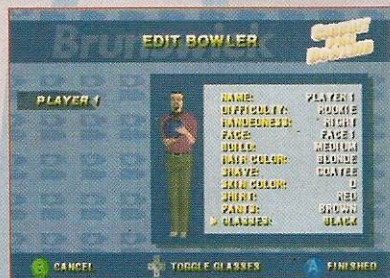 Brunswick
EDIT BOWLER
PLAYER 1
NAME: PLAYER 1
DIFFICULTY: ROOKIE
HANDEDNESS: RIGHT
FACE: FACE 1
BUILD: MEDIUM
HAIR COLOR: BLONDE
SHAVE: GOATEE
SKIN COLOR: 0
SHIRT: RED
PANTS: BROWN
GLASSES: BLACK
B CANCEL
TOGGLE GLASSES
A FINISHED